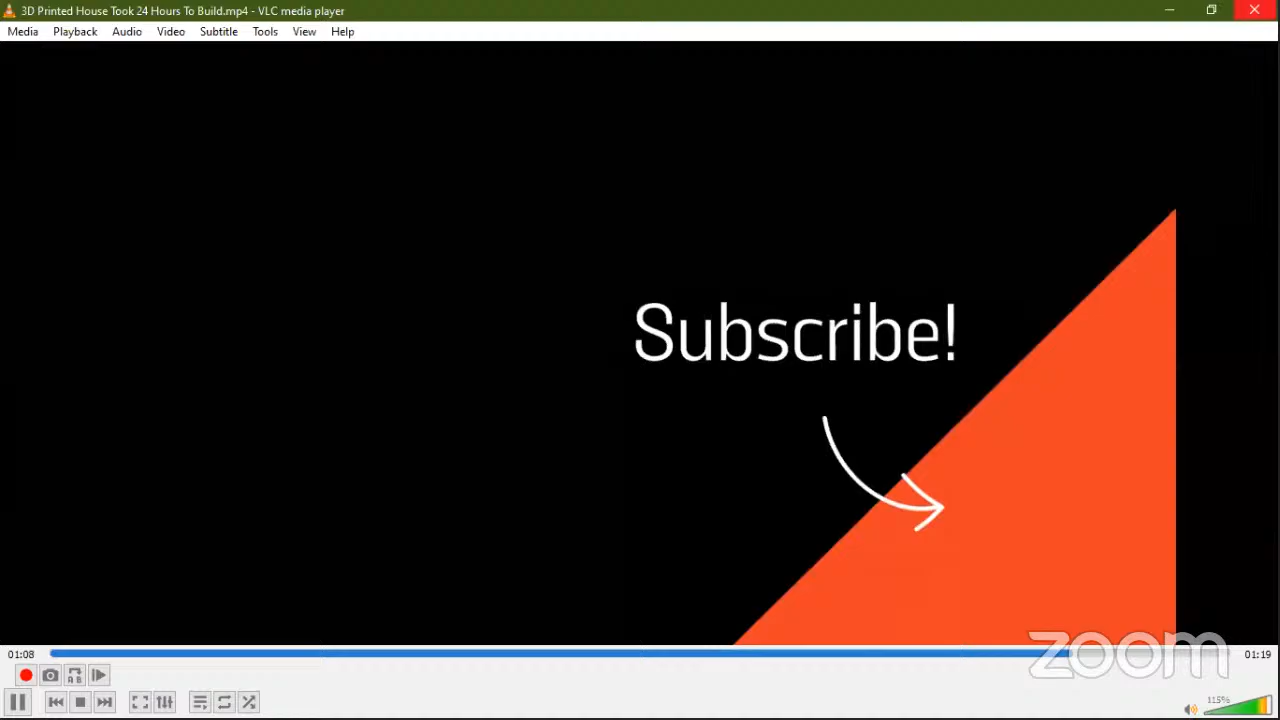 3D Printed House Took 24 Hours To Build.mp4 - VLC media player
Media Playback Audio Video Subtitle Tools View Help
Subscribe!
01:08
01:19
zoom
115%